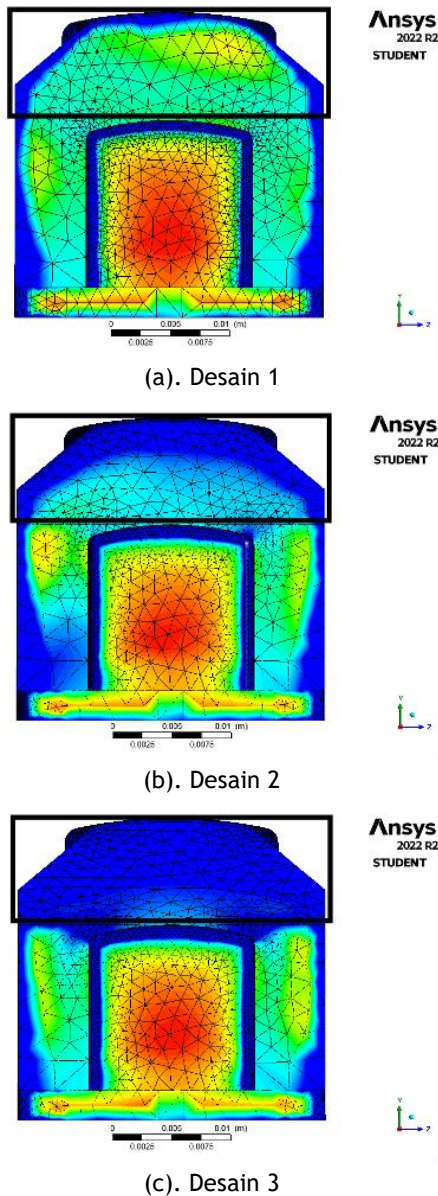 Ansys
2022 R2
STUDENT
0 0.005 0.01 (m)
0.0025 0.0075
Y
Z
(a). Desain 1
Ansys
2022 R2
STUDENT
0 0.005 0.01 (m)
0.0025 0.0075
Y
Z
(b). Desain 2
Ansys
2022 R2
STUDENT
0 0.005 0.01 (m)
0.0025 0.0075
Y
Z
(c). Desain 3